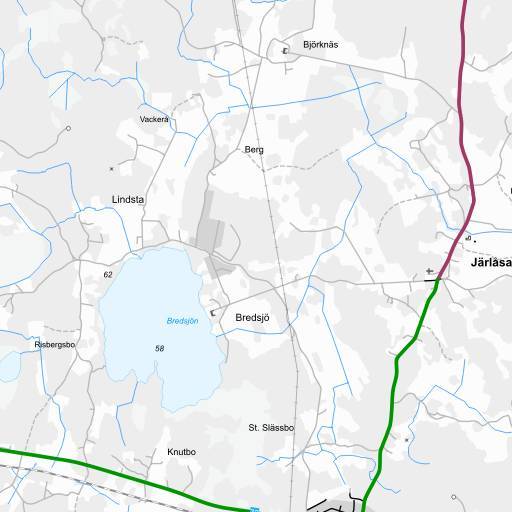 Björknäs
Vackerä
Berg
Lindsta
Järlåsa
62
Bredsjön
Bredsjö
58
Risbergsbo
St. Slässbo
Knutbo